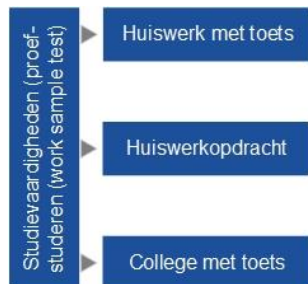 Studievaardigheden (proef-
studeren (work sample test)
Huiswerk met toets
Huiswerkopdracht
College met toets